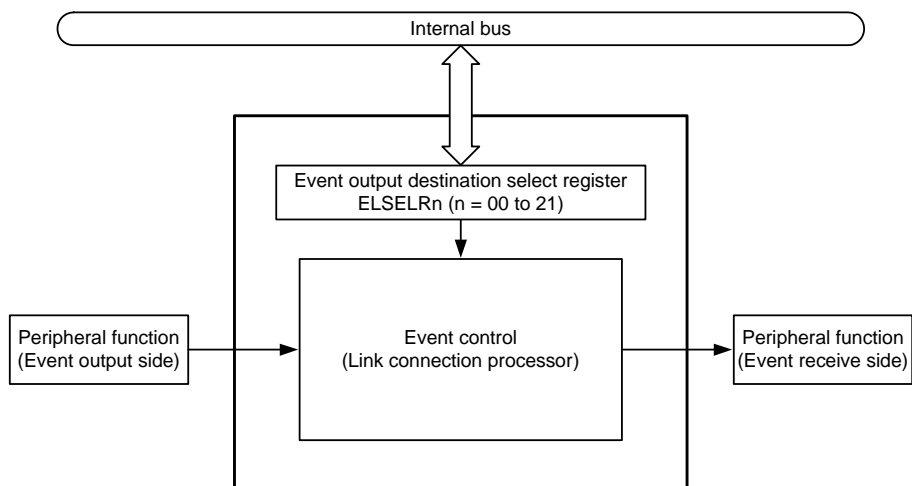 Internal bus
Event output destination select register
ELSELRn (n = 00 to 21)
Peripheral function
(Event output side)
Event control
(Link connection processor)
Peripheral function
(Event receive side)